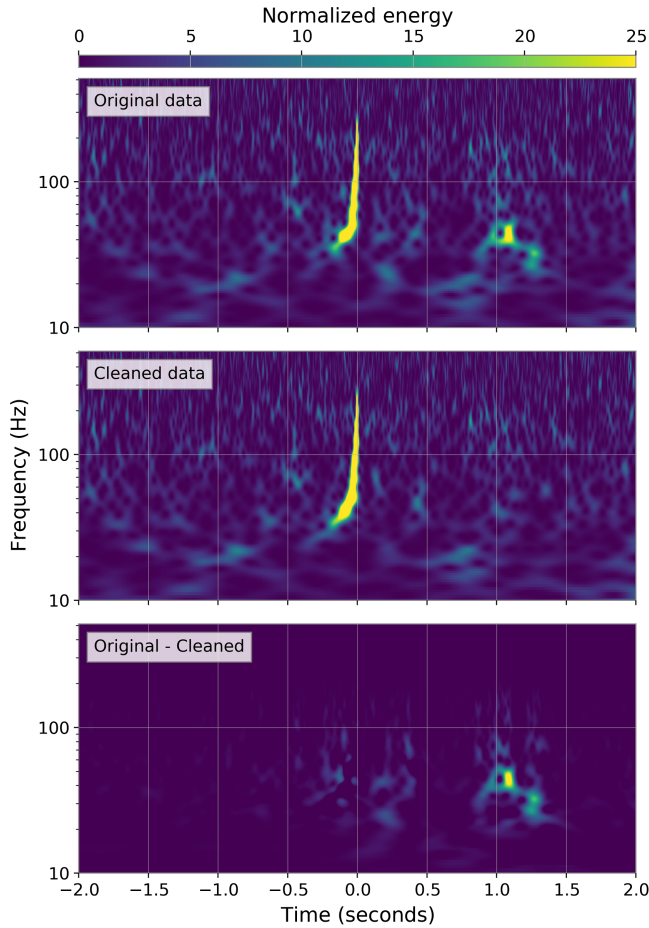 Normalized energy
0 5 10 15 20 25
Original data
100
10
Cleaned data
100
10
Frequency (Hz)
Original - Cleaned
100
10
−2.0 −1.5 −1.0 −0.5 0.0 0.5 1.0 1.5 2.0
Time (seconds)